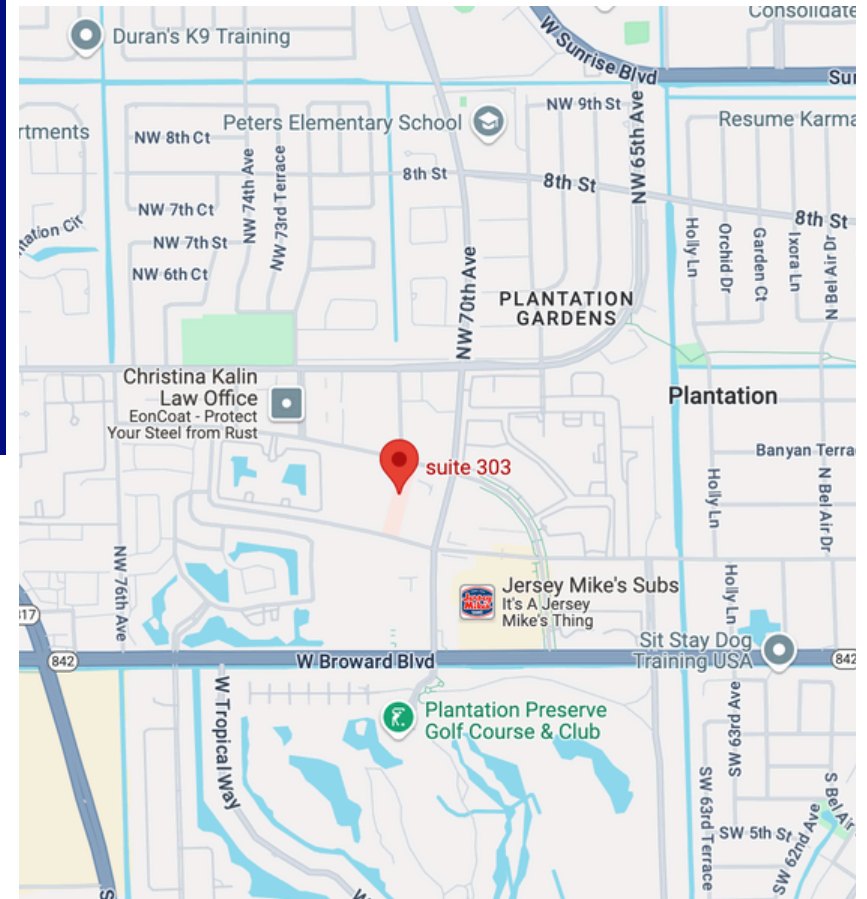 Consolidate
Duran's K9 Training
W Sunrise Blvd
Sun
NW 9th St
NW 65th Ave
Resume Karma
rtments
NW 8th Ct
Peters Elementary School
NW 74th Ave
NW 73rd Terrace
8th St
8th St
8th St
NW 7th Ct
NW 7th St
NW 6th Ct
ntation Cir
Holly Ln
Orchid Dr
Garden Ct
Ixora Ln
N Bel Air Dr
NW 70th Ave
PLANTATION
GARDENS
Christina Kalin
Law Office
EonCoat - Protect
Your Steel from Rust
Plantation
suite 303
Banyan Terrac
Holly Ln
N Bel Air Dr
NW 76th Ave
Jersey Mike's Subs
It's A Jersey
Mike's Thing
Holly Ln
817
842
W Broward Blvd
Sit Stay Dog
Training USA
842
W Tropical Way
Plantation Preserve
Golf Course & Club
SW 63rd Ave
SW 63rd Terrace
SW 5th St
SW 62nd Ave
S Bel Air
S
W